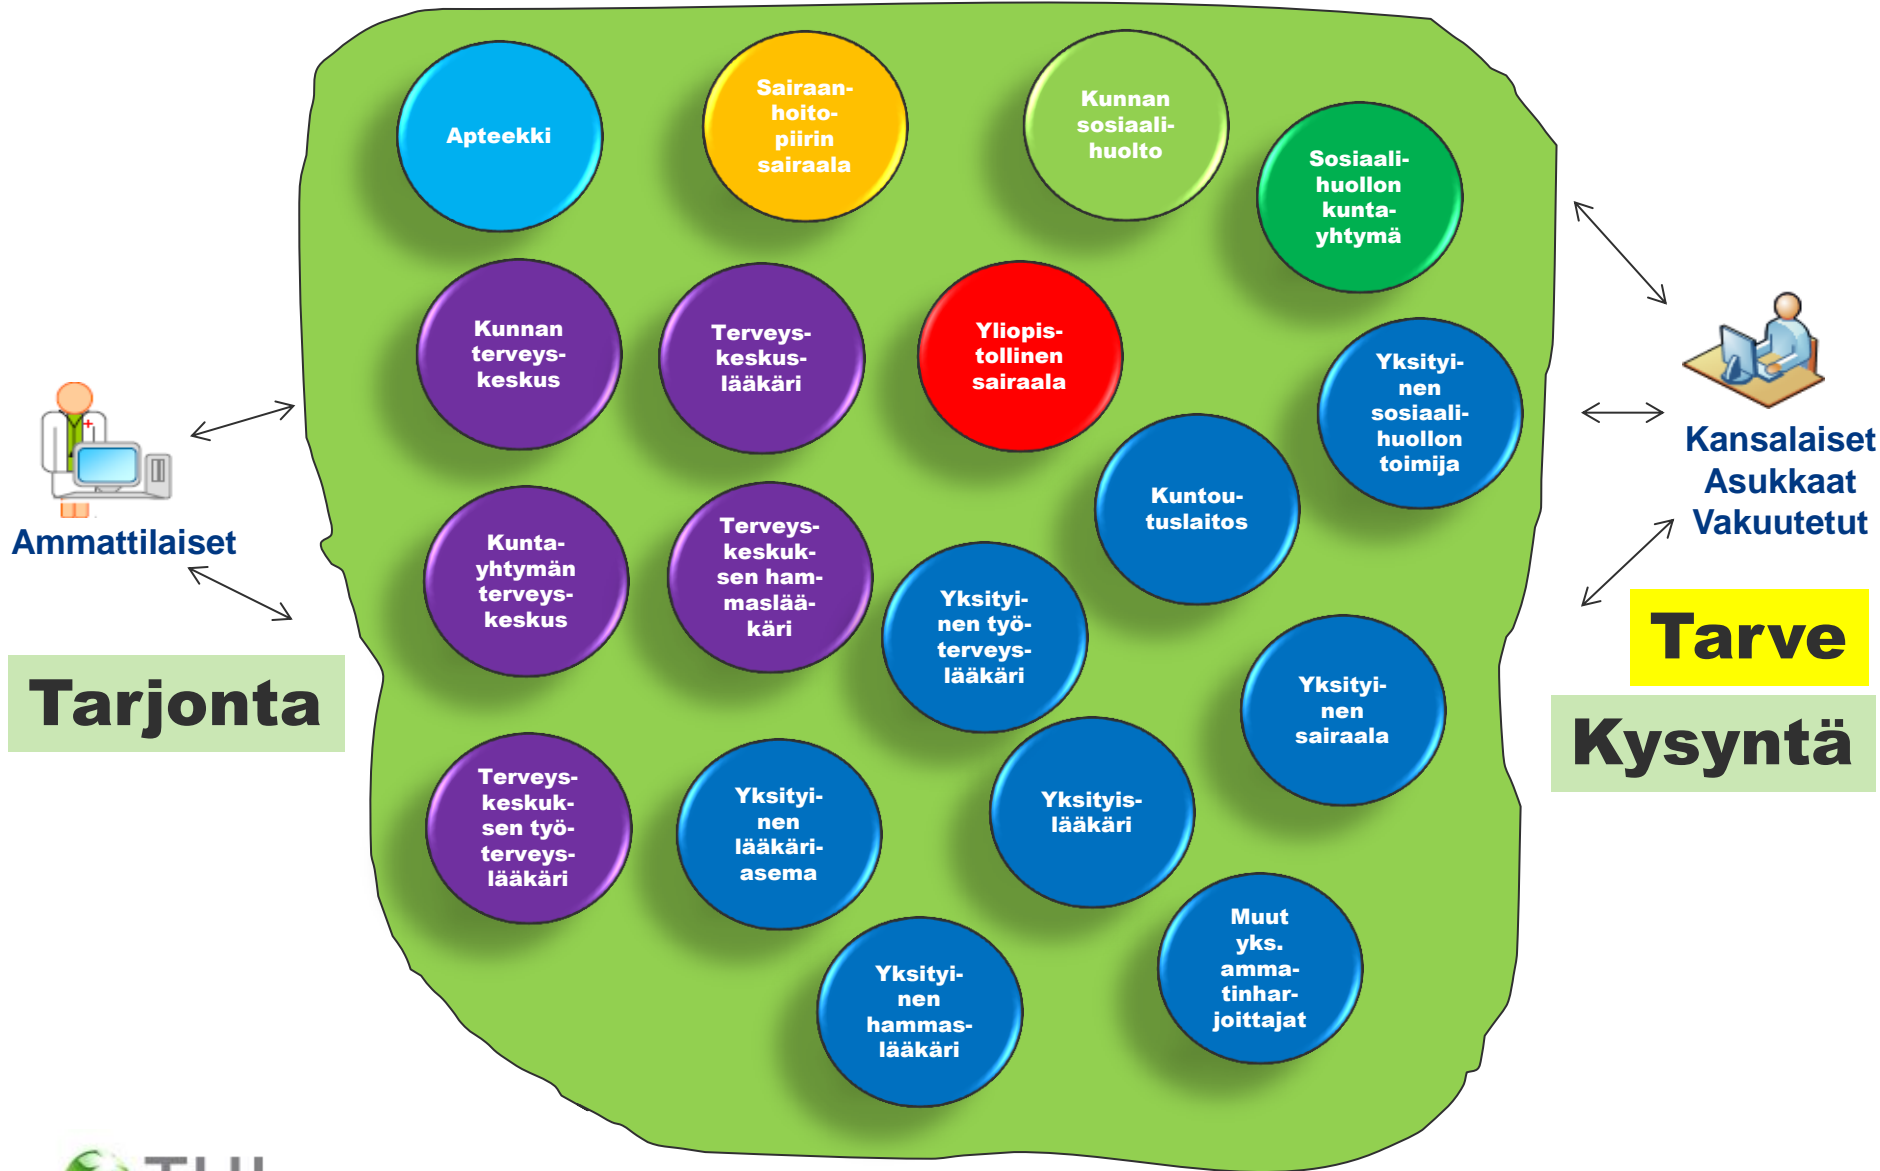 Apteekki
Sairaan-
hoito-
piirin
sairaala
Kunnan
sosiaali-
huolto
Sosiaali-
huollon
kunta-
yhtymä
Kunnan
terveys-
keskus
Terveys-
keskus-
lääkäri
Yliopis-
tollinen
sairaala
Yksityi-
nen
sosiaali-
huollon
toimija
Ammattilaiset
Kansalaiset
Asukkaat
Vakuutetut
Kunta-
yhtymän
terveys-
keskus
Terveys-
keskuk-
sen ham-
maslää-
käri
Kuntou-
tuslaitos
Yksityi-
nen työ-
terveys-
lääkäri
Tarjonta
Tarve
Kysyntä
Yksityi-
nen
sairaala
Terveys-
keskuk-
sen työ-
terveys-
lääkäri
Yksityi-
nen
lääkäri-
asema
Yksityis-
lääkäri
Yksityi-
nen
hammas-
lääkäri
Muut
yks.
amma-
tinhar-
joittajat
THL